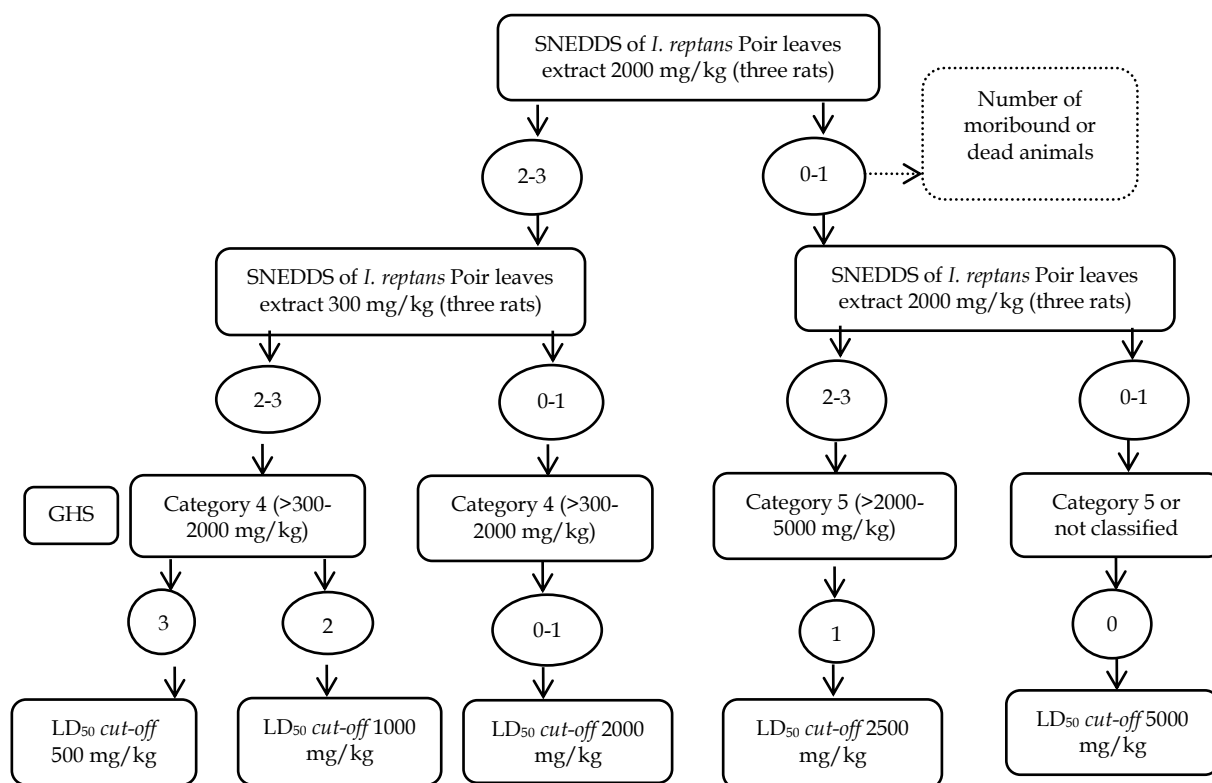 SNEDDS of I. reptans Poir leaves
extract 2000 mg/kg (three rats)
Number of
moribound or
dead animals
2-3
0-1
SNEDDS of I. reptans Poir leaves
extract 300 mg/kg (three rats)
SNEDDS of I. reptans Poir leaves
extract 2000 mg/kg (three rats)
2-3
0-1
2-3
0-1
GHS
Category 4 (>300-
2000 mg/kg)
Category 4 (>300-
2000 mg/kg)
Category 5 (>2000-
5000 mg/kg)
Category 5 or
not classified
3
2
0-1
1
0
LD₅₀ cut-off
500 mg/kg
LD₅₀ cut-off 1000
mg/kg
LD₅₀ cut-off 2000
mg/kg
LD₅₀ cut-off 2500
mg/kg
LD₅₀ cut-off 5000
mg/kg